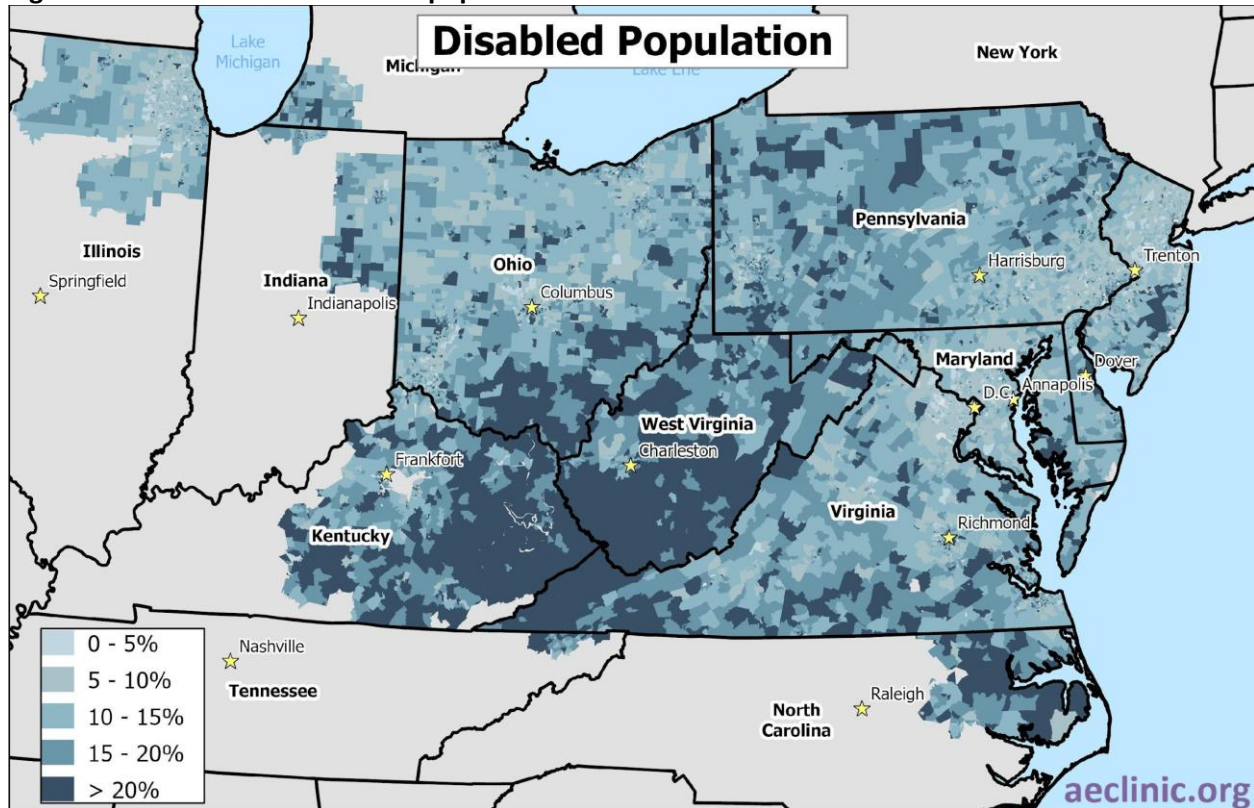 Disabled Population
Lake
Michigan
Michigan
Lake Erie
New York
Pennsylvania
Illinois
Ohio
Harrisburg
Trenton
Springfield
Indiana
Columbus
Indianapolis
Maryland
Dover
D.C.
Annapolis
West Virginia
Charleston
Frankfort
Virginia
Kentucky
Richmond
0 - 5%
5 - 10%
10 - 15%
15 - 20%
> 20%
Nashville
Tennessee
Raleigh
North
Carolina
aeclinic.org